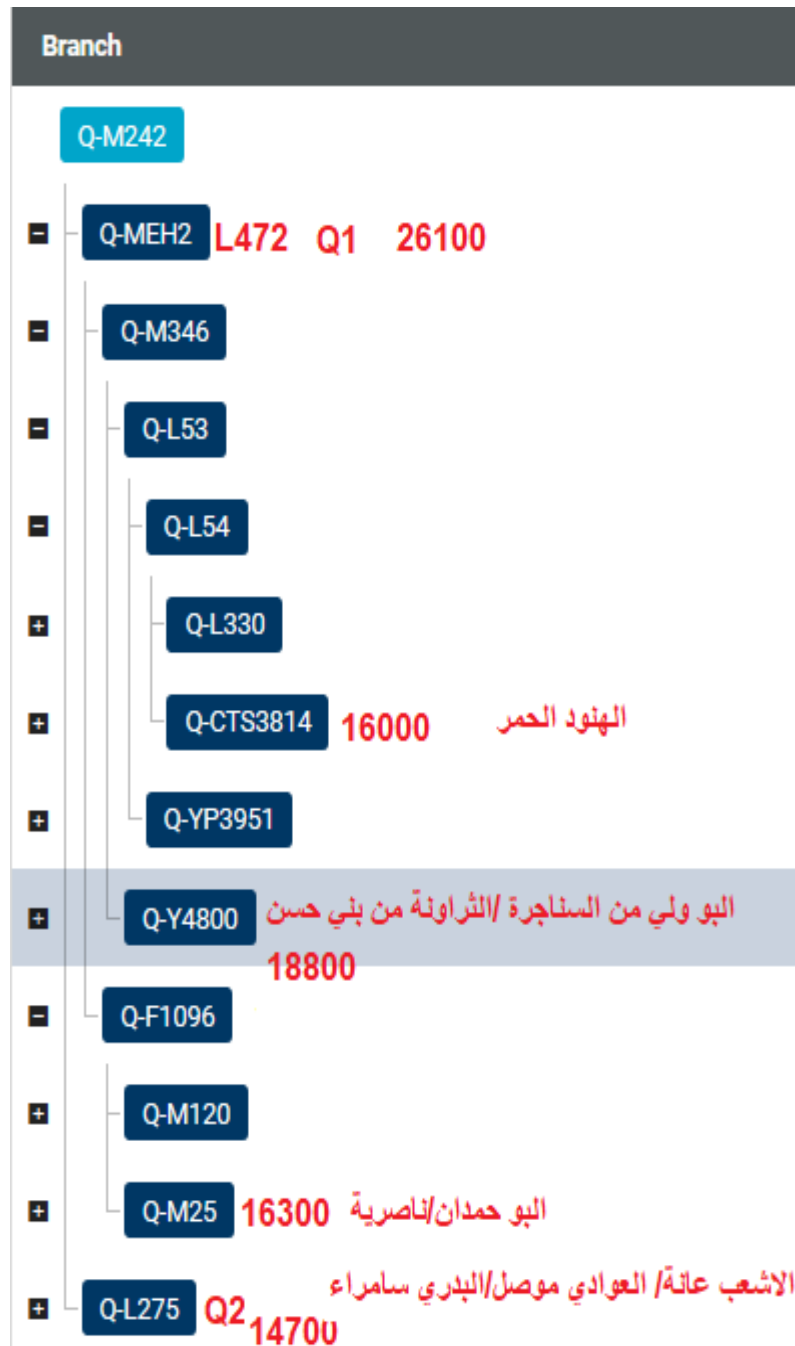 Branch
Q-M242
Q-MEH2 L472 Q1 26100
Q-M346
Q-L53
Q-L54
Q-L330
Q-CTS3814 16000 الهنود الحمر
Q-YP3951
Q-Y4800 البو ولي من السناجرة /الثراونة من بني حسن
18800
Q-F1096
Q-M120
Q-M25 16300 البو حمدان/ناصرية
الاشعب عانة/ العوادي موصل/البدري سامراء
Q-L275 Q2 14700